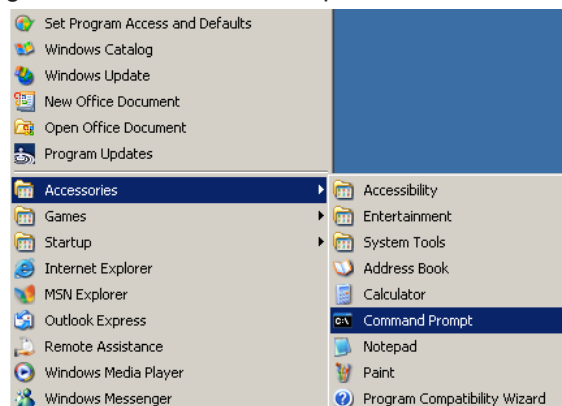 Set Program Access and Defaults
Windows Catalog
Windows Update
New Office Document
Open Office Document
Program Updates
Accessories
Games
Startup
Internet Explorer
MSN Explorer
Outlook Express
Remote Assistance
Windows Media Player
Windows Messenger
Accessibility
Entertainment
System Tools
Address Book
Calculator
C:\
Command Prompt
Notepad
Paint
Program Compatibility Wizard